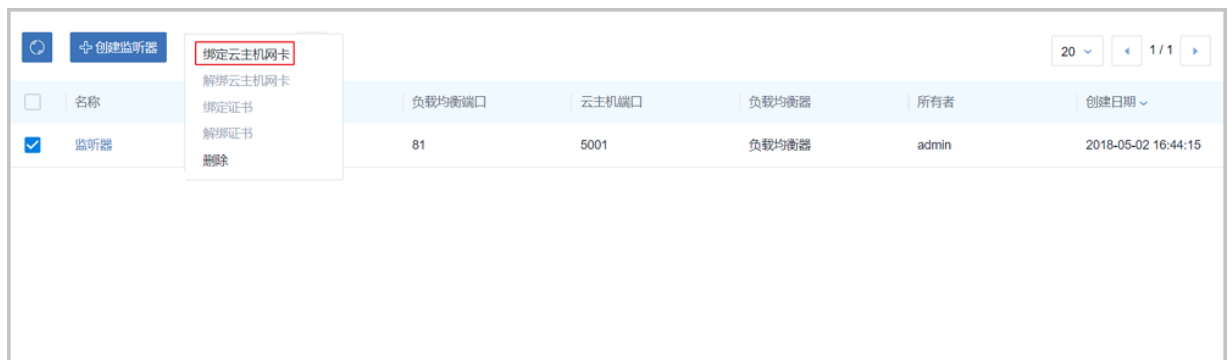 创建监听器
绑定云主机网卡
解绑云主机网卡
绑定证书
解绑证书
删除
20
1 / 1
名称
负载均衡端口
云主机端口
负载均衡器
所有者
创建日期
监听器
81
5001
负载均衡器
admin
2018-05-02 16:44:15